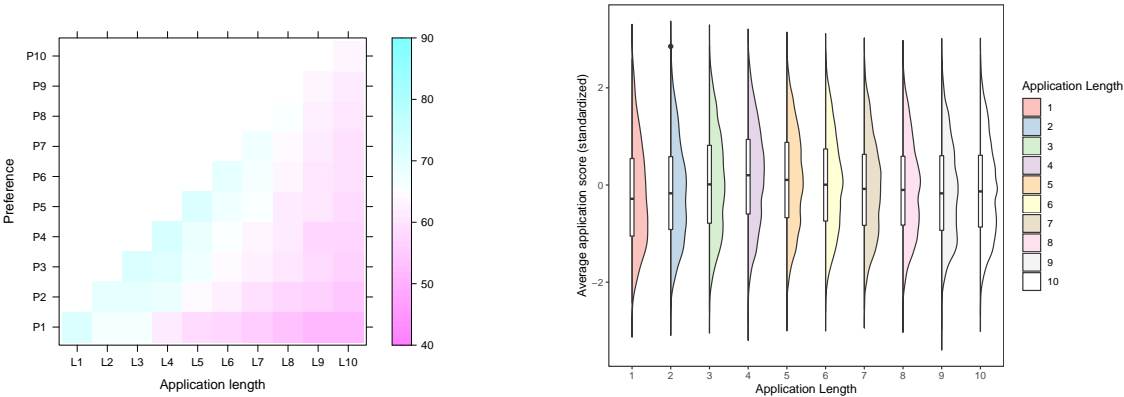 P10
P9
P8
P7
P6
P5
P4
P3
P2
P1
Preference
L1 L2 L3 L4 L5 L6 L7 L8 L9 L10
Application length
90
80
70
60
50
40
Average application score (standardized)
2
0
−2
1 2 3 4 5 6 7 8 9 10
Application Length
Application Length
1
2
3
4
5
6
7
8
9
10